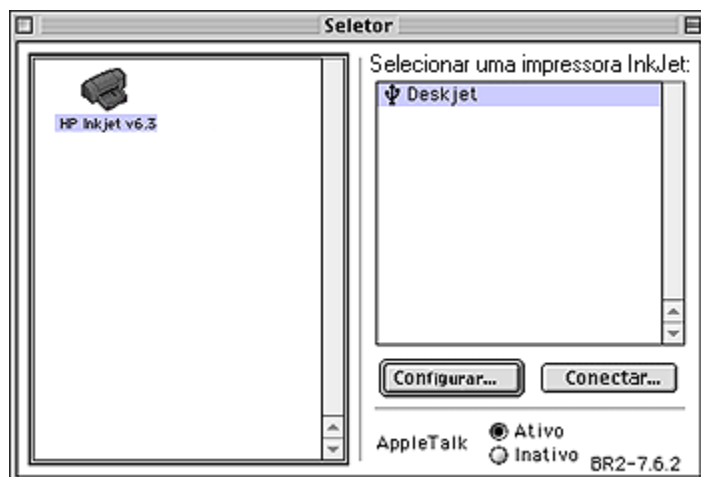 Seletor
HP Inkjet v6.3
Selecionar uma impressora InkJet:
Deskjet
Configurar...
Conectar...
AppleTalk
Ativo
Inativo
BR2-7.6.2